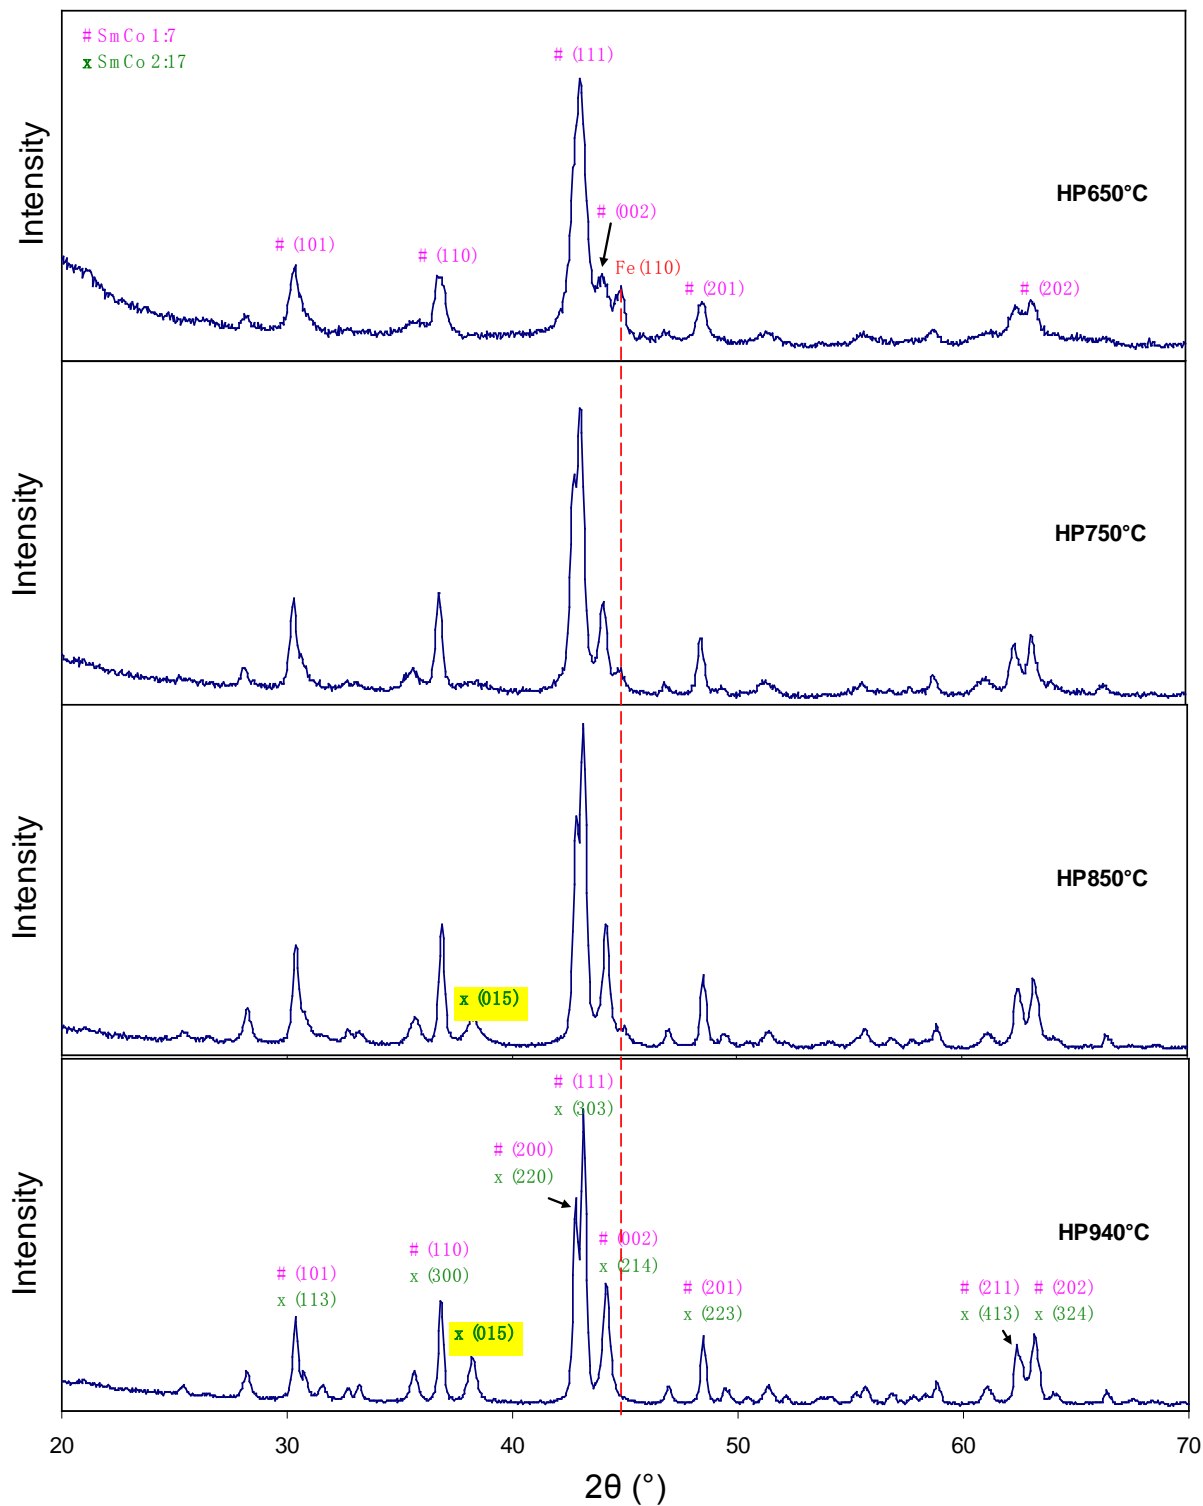 # SmCo 1:7
x SmCo 2:17
# (111)
Intensity
HP650°C
# (002)
# (101)
# (110)
Fe(110)
# (201)
# (202)
Intensity
HP750°C
Intensity
HP850°C
x (015)
Intensity
# (111)
x (303)
# (200)
x (220)
HP940°C
# (110)
x (300)
# (002)
x (214)
# (101)
x (113)
# (201)
x (223)
# (211)
x (413)
# (202)
x (324)
x (015)
20 30 40 50 60 70
2θ (°)